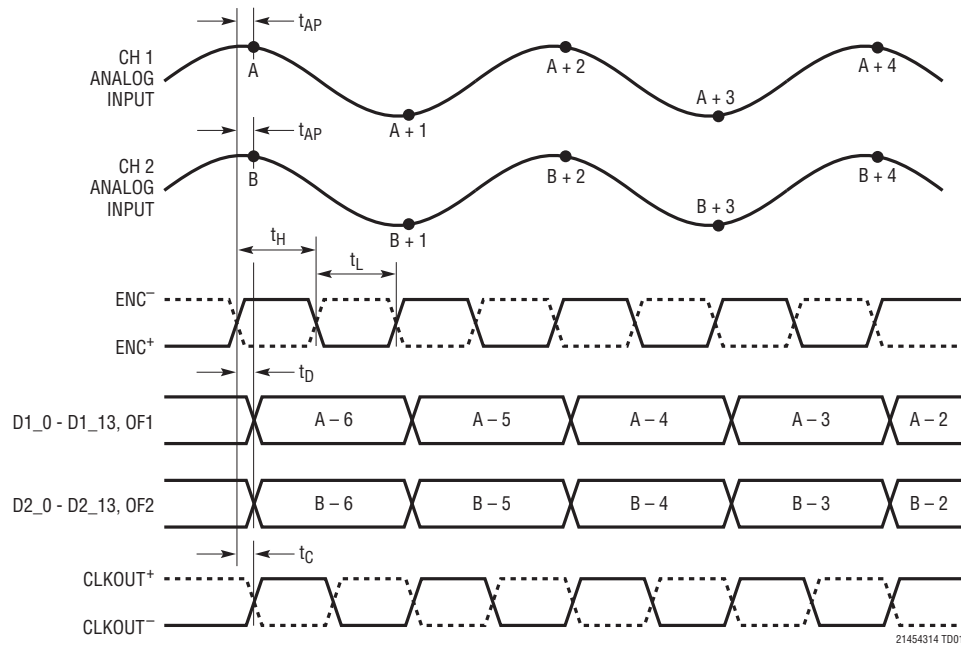 tAP
CH 1
ANALOG
INPUT
A
A + 1
A + 2
A + 3
A + 4
tAP
CH 2
ANALOG
INPUT
B
B + 1
B + 2
B + 3
B + 4
tH
tL
ENC–
ENC+
tD
D1_0 - D1_13, OF1
A – 6
A – 5
A – 4
A – 3
A – 2
D2_0 - D2_13, OF2
B – 6
B – 5
B – 4
B – 3
B – 2
tC
CLKOUT+
CLKOUT–
21454314 TD01